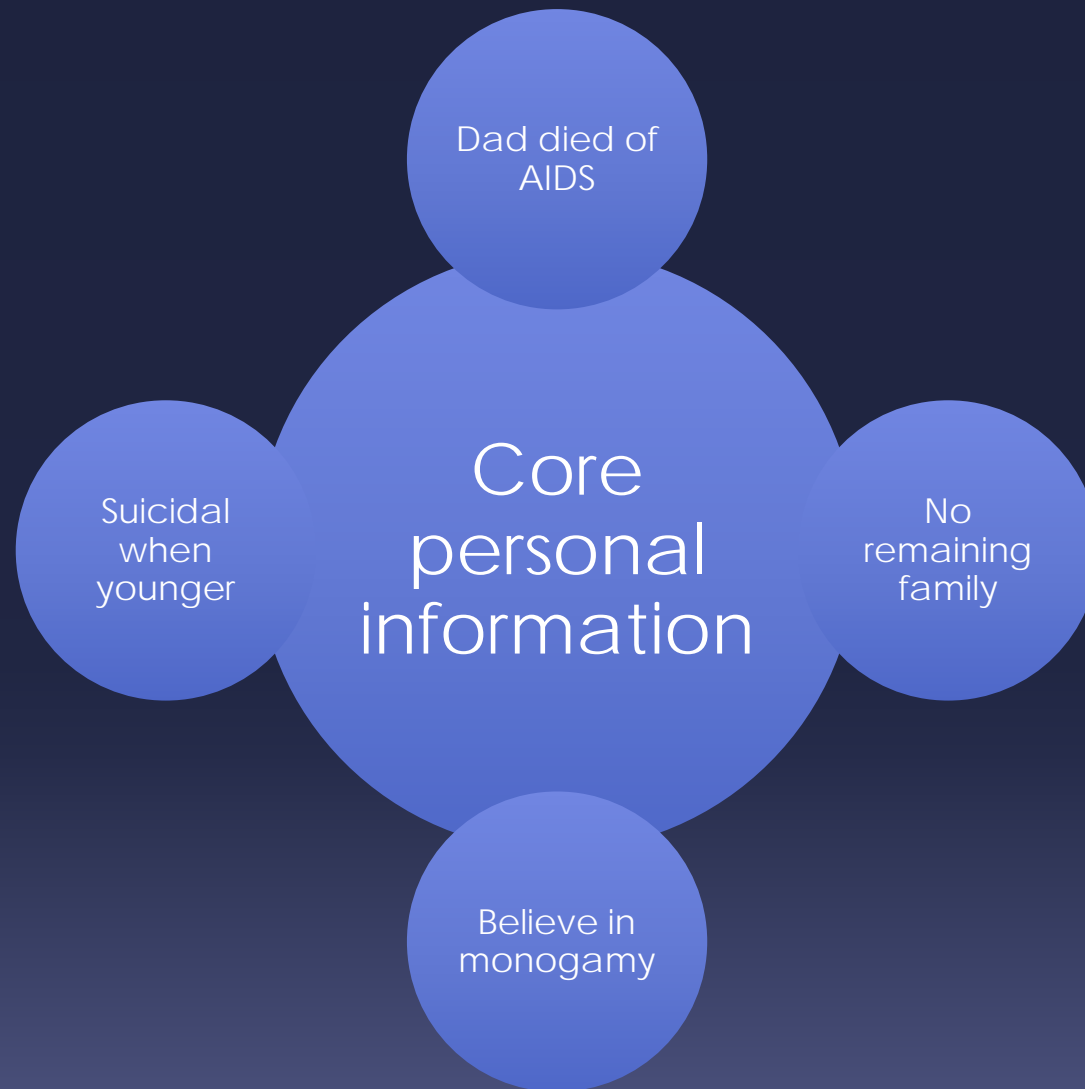 Dad died of
AIDS
Suicidal
when
younger
Core
personal
information
No
remaining
family
Believe in
monogamy